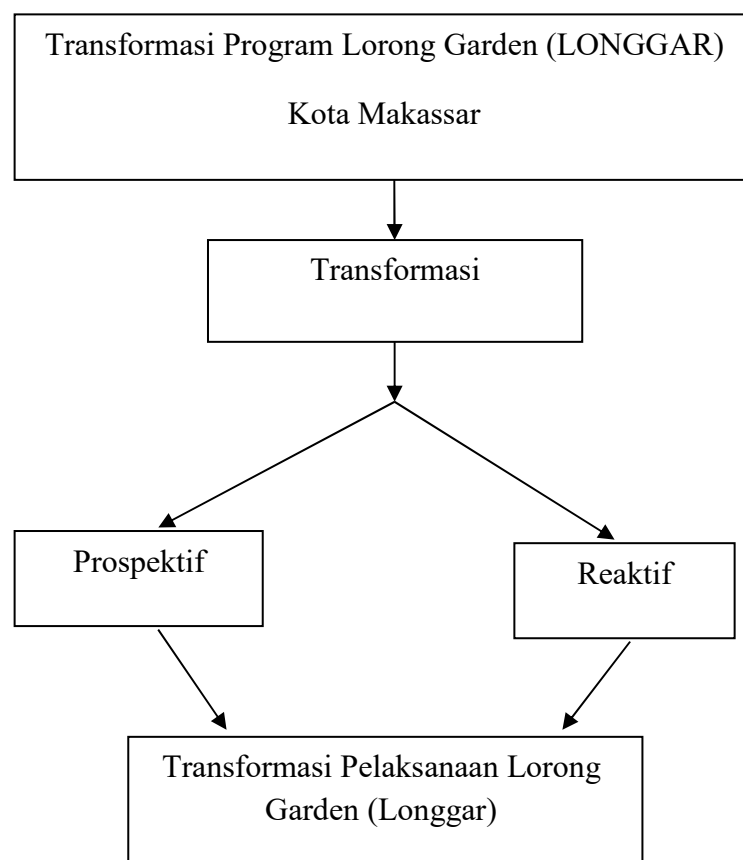 Transformasi Program Lorong Garden (LONGGAR)
Kota Makassar
Transformasi
Prospektif
Reaktif
Transformasi Pelaksanaan Lorong
Garden (Longgar)